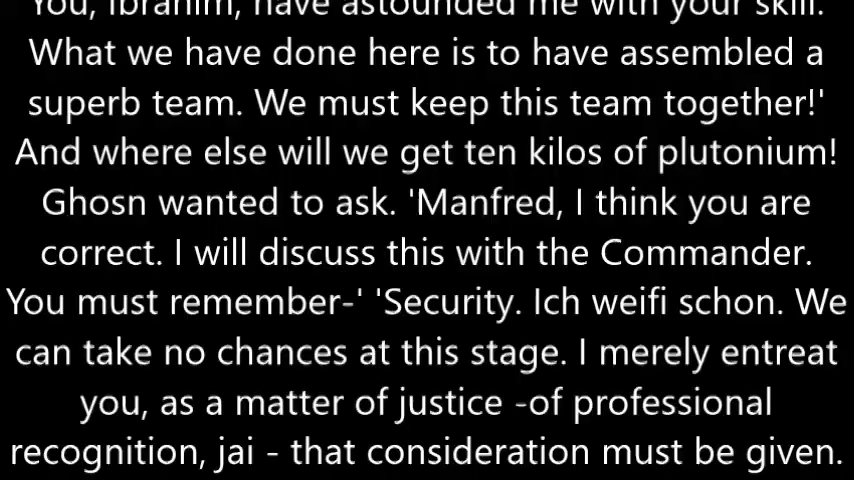 You, Ibrahim, have astounded me with your skill.
What we have done here is to have assembled a
superb team. We must keep this team together!'
And where else will we get ten kilos of plutonium!
Ghosn wanted to ask. 'Manfred, I think you are
correct. I will discuss this with the Commander.
You must remember-' 'Security. Ich weifi schon. We
can take no chances at this stage. I merely entreat
you, as a matter of justice -of professional
recognition, jai - that consideration must be given.